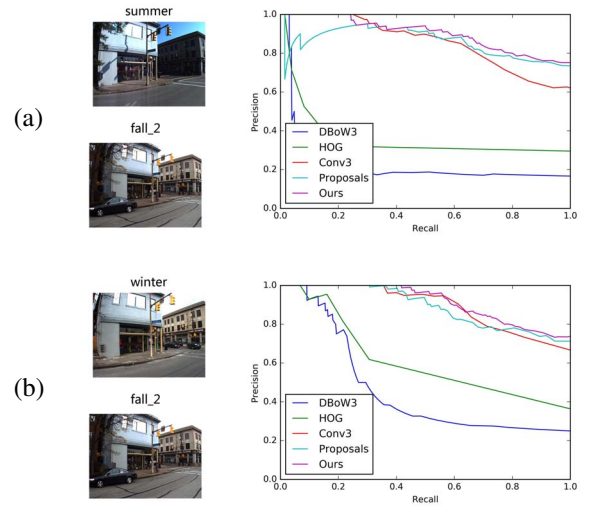 (a)
summer
fall_2
Precision
1.0
0.8
0.6
0.4
0.2
0.0
DBoW3
HOG
Conv3
Proposals
Ours
0.0 0.2 0.4 0.6 0.8 1.0
Recall
(b)
winter
fall_2
Precision
1.0
0.8
0.6
0.4
0.2
0.0
DBoW3
HOG
Conv3
Proposals
Ours
0.0 0.2 0.4 0.6 0.8 1.0
Recall